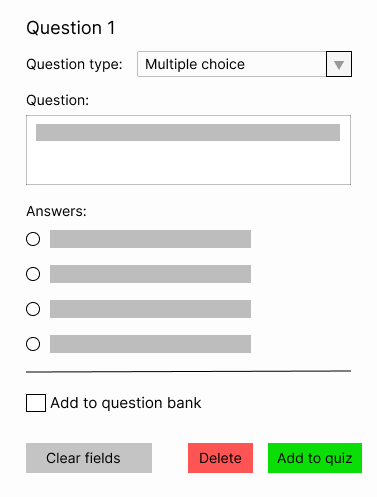 Question 1
Question type: Multiple choice
Question:
Answers:
Add to question bank
Clear fields Delete Add to quiz